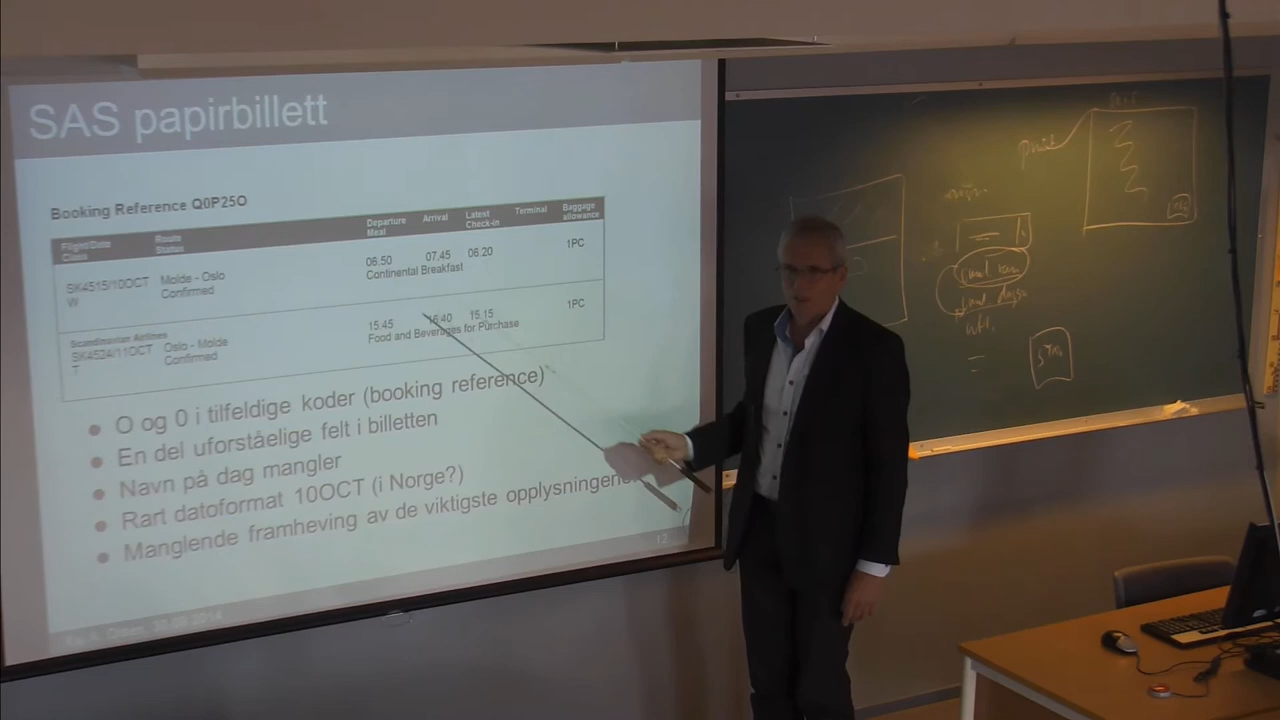 SAS papirbillett
Booking Reference Q0P25O
Flight/Date Class Route Status Departure Meal Arrival Latest Check-in Terminal Baggage allowance
SK4515/10OCT Molde - Oslo 06.50 07.45 06.20 1PC
W Confirmed Continental Breakfast
Scandinavian Airlines
SK4524/11OCT Oslo - Molde 15.45 16:40 15.15 1PC
T Confirmed Food and Beverages for Purchase
O og 0 i tilfeldige koder (booking reference)
En del uforståelige felt i billetten
Navn på dag mangler
Rart datoformat 10OCT (i Norge?)
Manglende framheving av de viktigste opplysningene
12